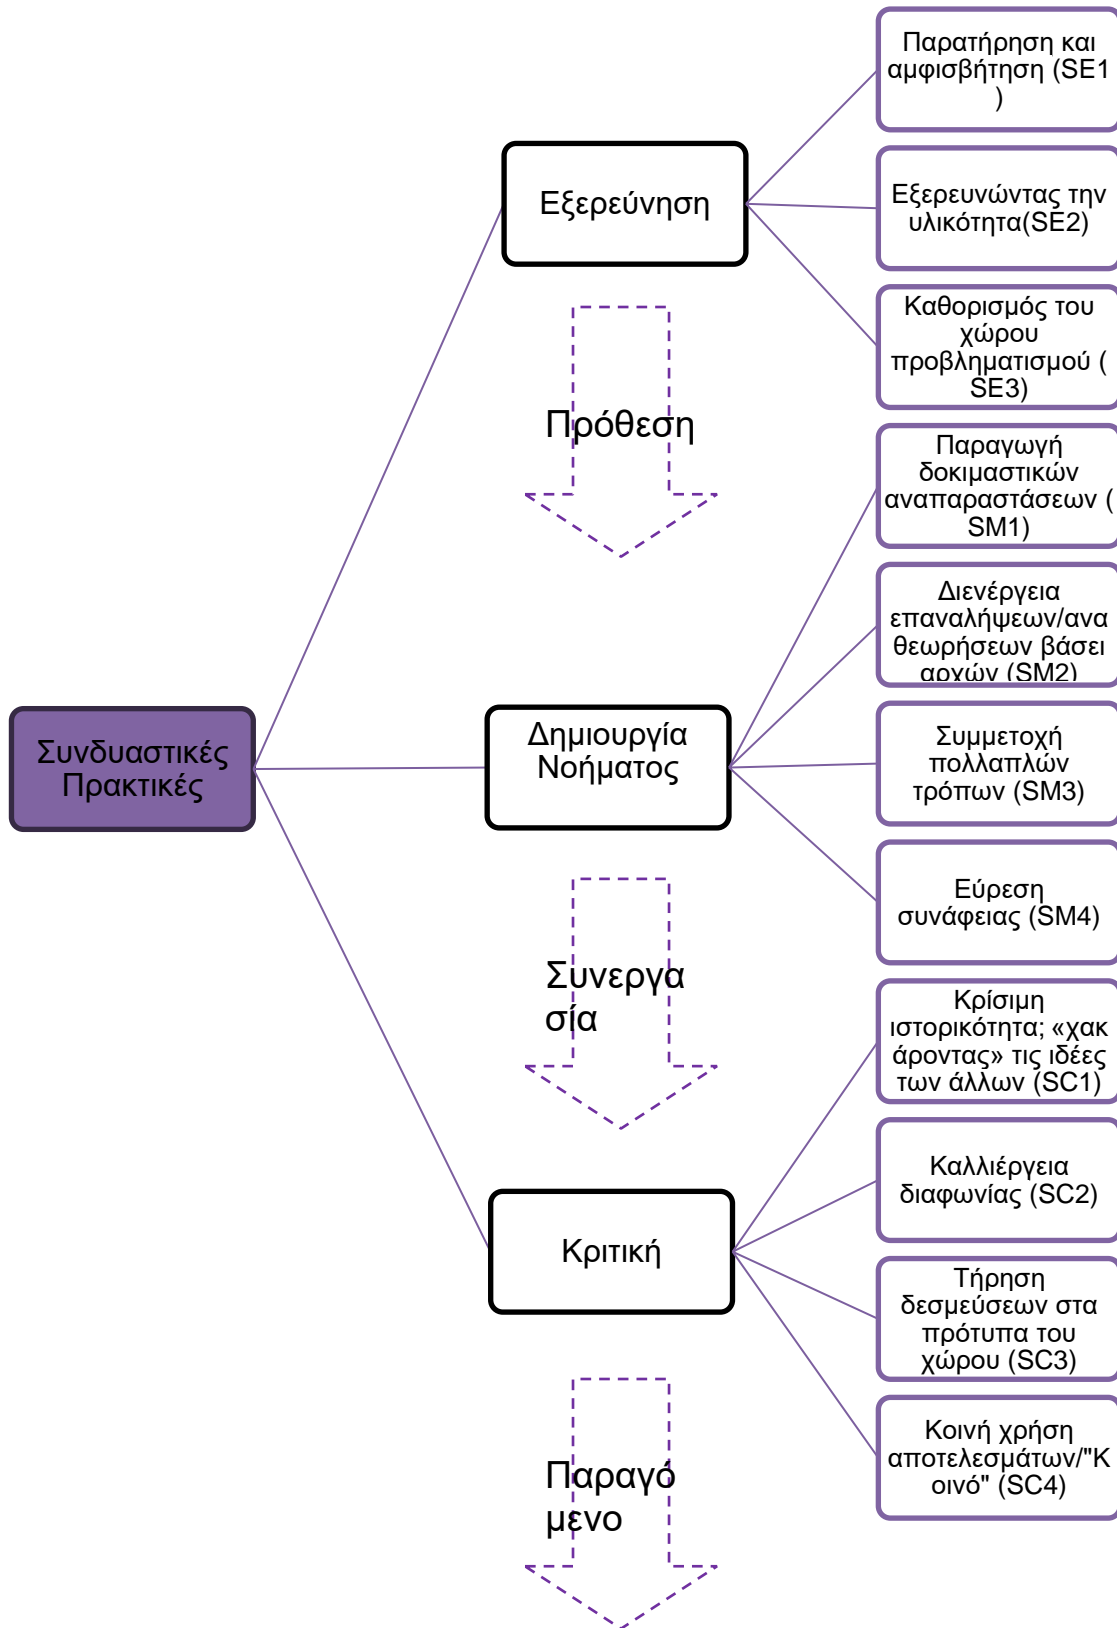 Παρατήρηση και
αμφισβήτηση (SE1
)
Εξερεύνηση
Εξερευνώντας την
υλικότητα(SE2)
Καθορισμός του
χώρου
προβληματισμού (
SE3)
Πρόθεση
Παραγωγή
δοκιμαστικών
αναπαραστάσεων (
SM1)
Διενέργεια
επαναλήψεων/ανα
θεωρήσεων βάσει
αρχών (SM2)
Συνδυαστικές
Πρακτικές
Δημιουργία
Νοήματος
Συμμετοχή
πολλαπλών
τρόπων (SM3)
Εύρεση
συνάφειας (SM4)
Συνεργα
σία
Κρίσιμη
ιστορικότητα; «χακ
άροντας» τις ιδέες
των άλλων (SC1)
Καλλιέργεια
διαφωνίας (SC2)
Κριτική
Τήρηση
δεσμεύσεων στα
πρότυπα του
χώρου (SC3)
Κοινή χρήση
αποτελεσμάτων/"Κ
οινό" (SC4)
Παραγό
μενο